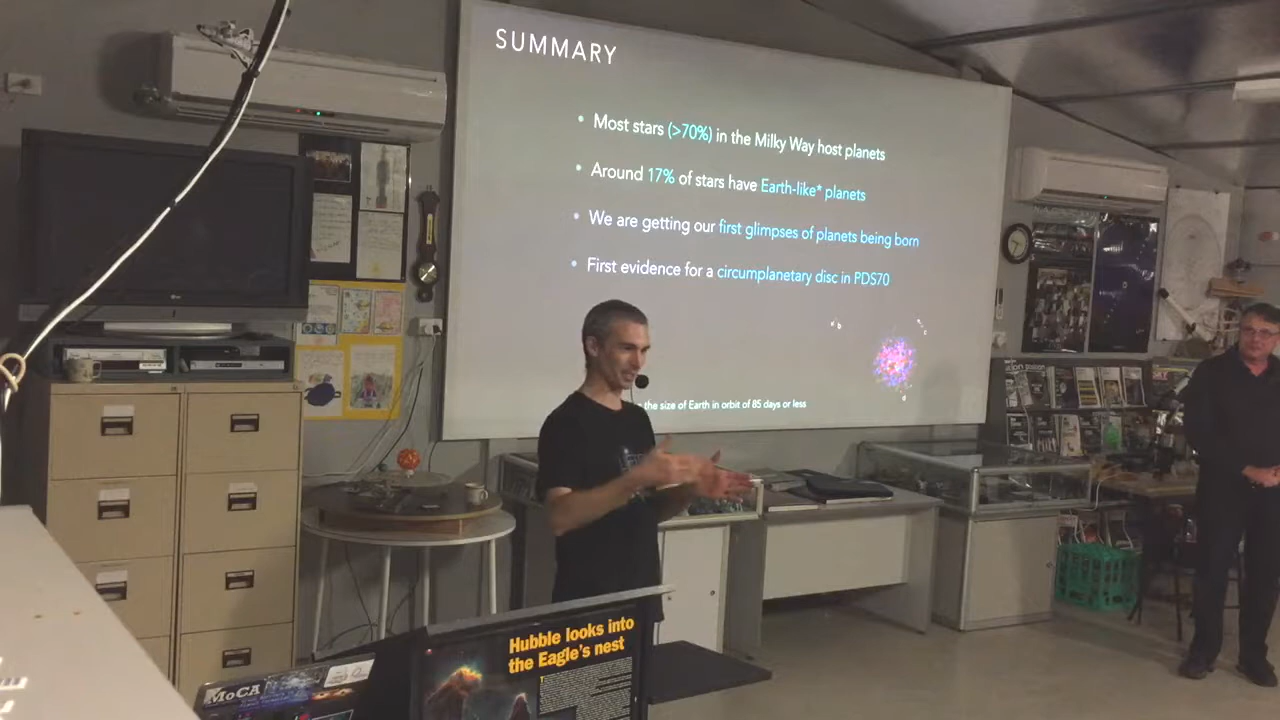 SUMMARY
• Most stars (>70%) in the Milky Way host planets
• Around 17% of stars have Earth-like* planets
• We are getting our first glimpses of planets being born
• First evidence for a circumplanetary disc in PDS70
the size of Earth in orbit of 85 days or less
Hubble looks into
the Eagle's nest
MoCA
LG